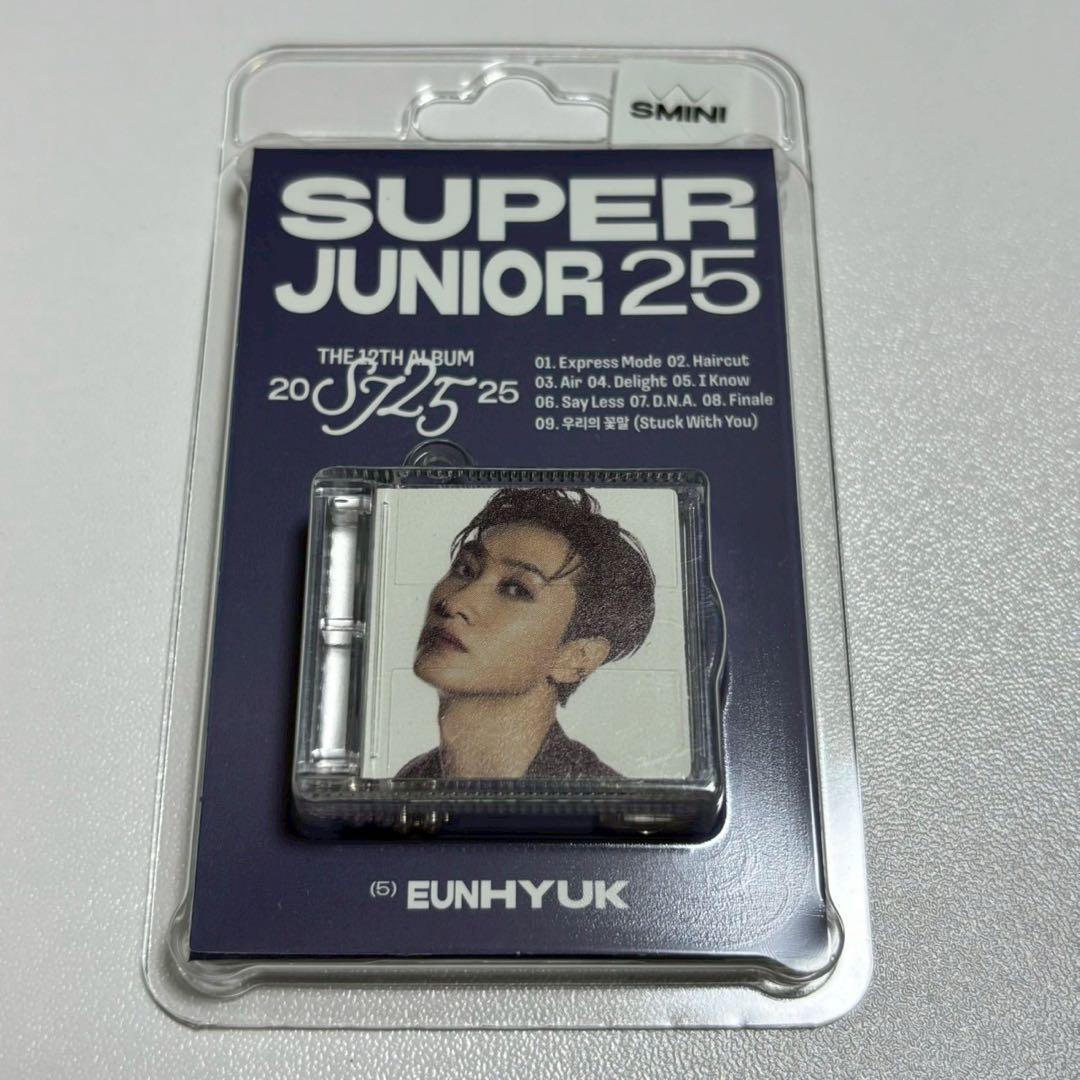 SMINI
SUPER
JUNIOR 25
THE 12TH ALBUM
20 SJ25 25
01. Express Mode 02. Haircut
03. Air 04. Delight 05. I Know
06. Say Less 07. D.N.A. 08. Finale
09. 우리의 꽃말 (Stuck With You)
(5) EUNHYUK